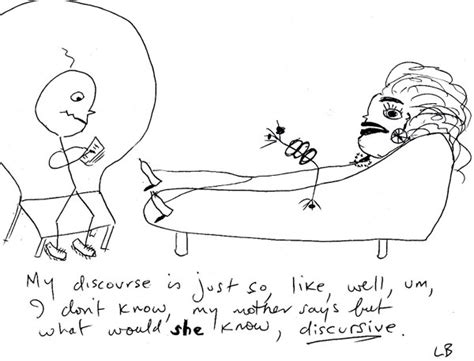 My discourse is just so, like, well, um,
I don't know, my mother says but
what would she know, discursive.
LB